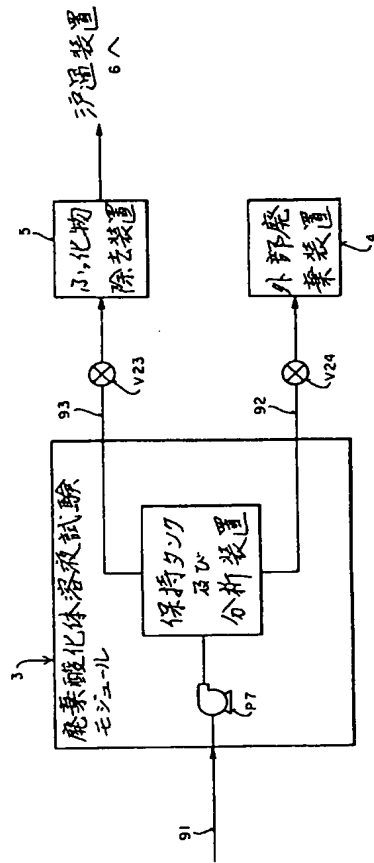 3
廃棄酸化体溶液試験
モジュール
91
P7
保持タンク
及び
分析装置
93
V23
5
ふっ化物
除去装置
沪過装置
6へ
92
V24
外部廃
棄装置
4